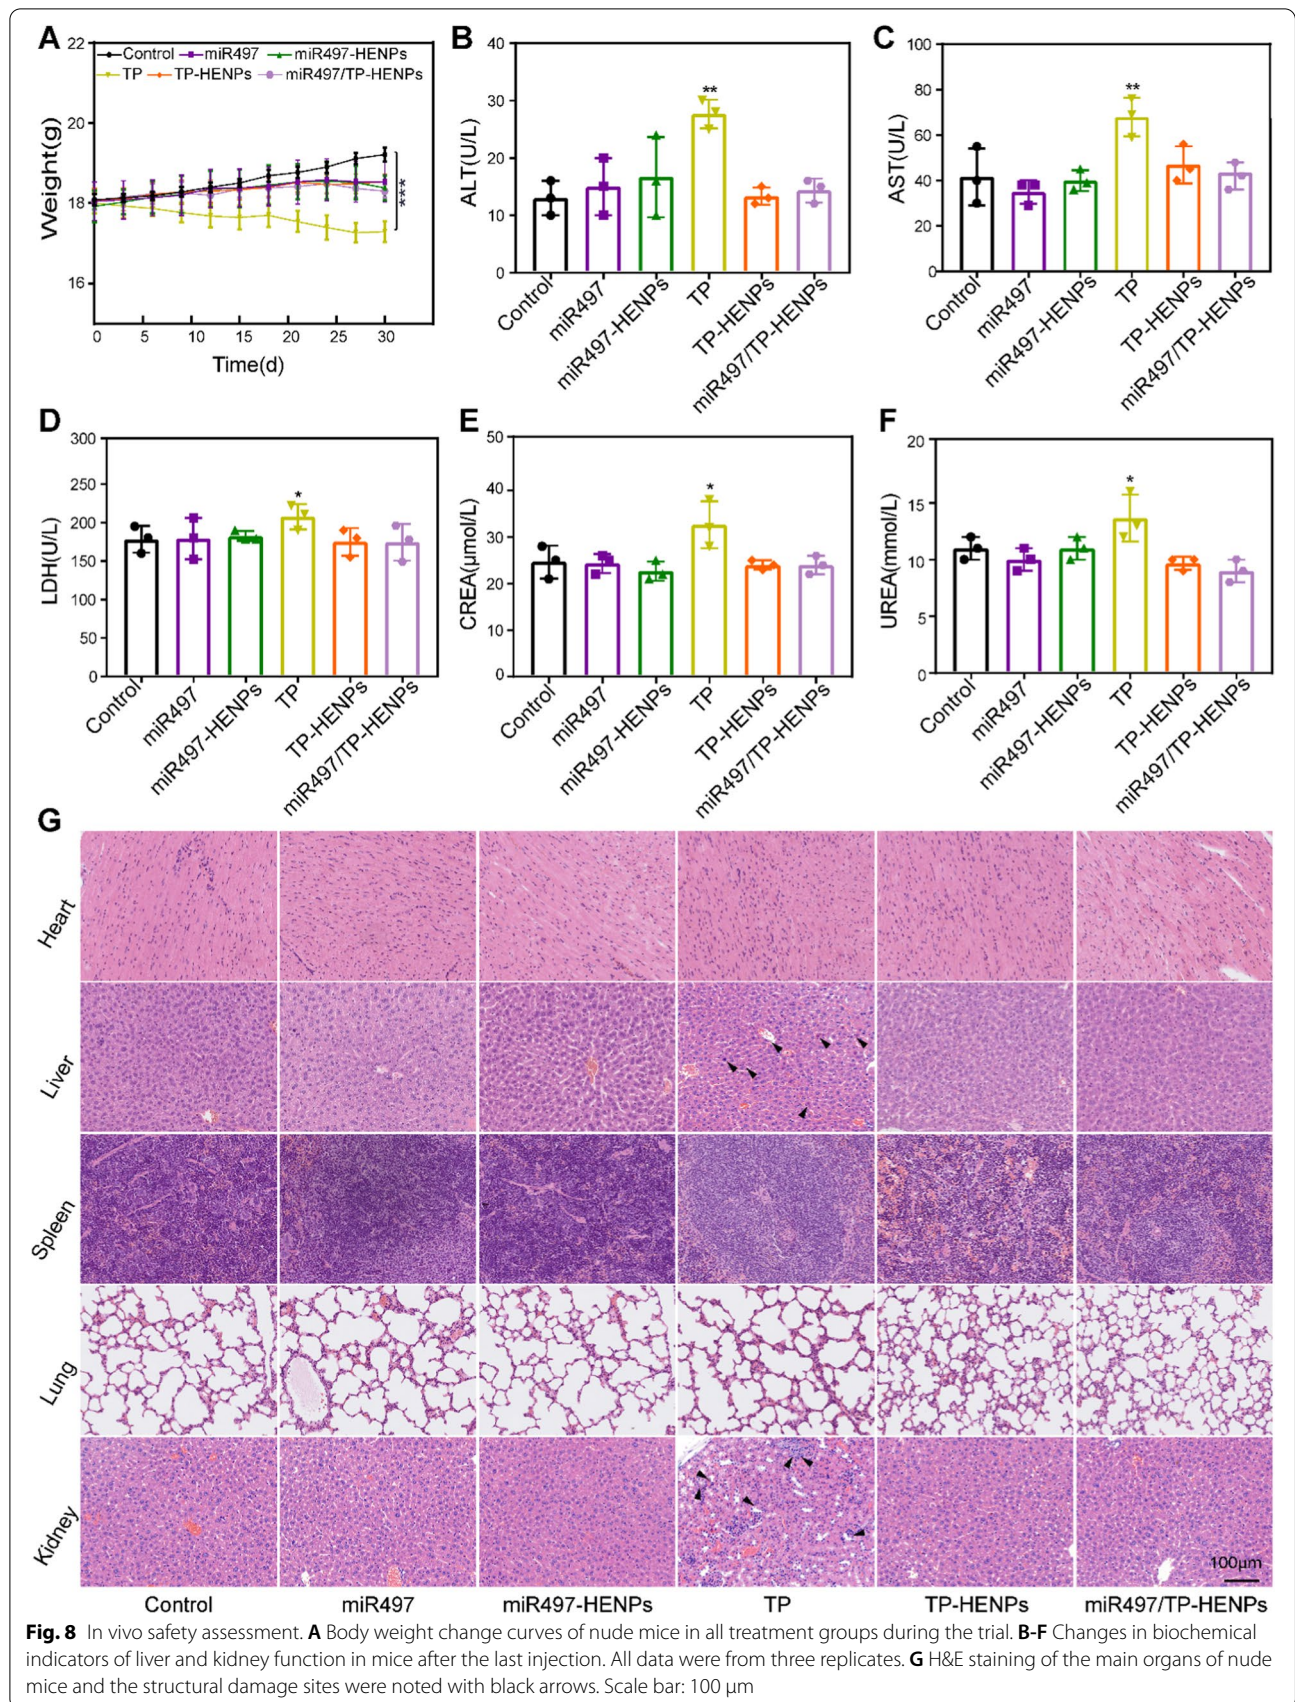 A
22
20
18
16
Weight(g)
Control miR497 miR497-HENPs
TP TP-HENPs miR497/TP-HENPs
***
0 5 10 15 20 25 30
Time(d)
B
40
30
20
10
0
ALT(U/L)
**
Control
miR497
miR497-HENPs
TP
TP-HENPs
miR497/TP-HENPs
C
100
80
60
40
20
0
AST(U/L)
**
Control
miR497
miR497-HENPs
TP
TP-HENPs
miR497/TP-HENPs
D
300
250
200
150
100
50
0
LDH(U/L)
*
Control
miR497
miR497-HENPs
TP
TP-HENPs
miR497/TP-HENPs
E
50
40
30
20
10
0
CREA(μmol/L)
*
Control
miR497
miR497-HENPs
TP
TP-HENPs
miR497/TP-HENPs
F
20
15
10
5
0
UREA(mmol/L)
*
Control
miR497
miR497-HENPs
TP
TP-HENPs
miR497/TP-HENPs
G
Heart
Liver
Spleen
Lung
Kidney
100μm
Control miR497 miR497-HENPs TP TP-HENPs miR497/TP-HENPs
Fig. 8 In vivo safety assessment. A Body weight change curves of nude mice in all treatment groups during the trial. B-F Changes in biochemical
indicators of liver and kidney function in mice after the last injection. All data were from three replicates. G H&E staining of the main organs of nude
mice and the structural damage sites were noted with black arrows. Scale bar: 100 μm